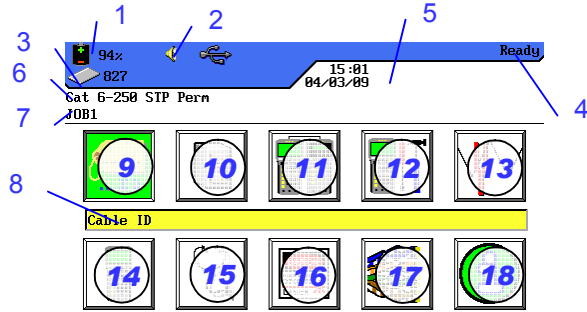 1 2 5
94% Ready
3 827 15:01
6 04/03/09 4
Cat 6-250 STP Perm
7 JOB1
9 10 11 12 13
8
Cable ID
14 15 16 17 18